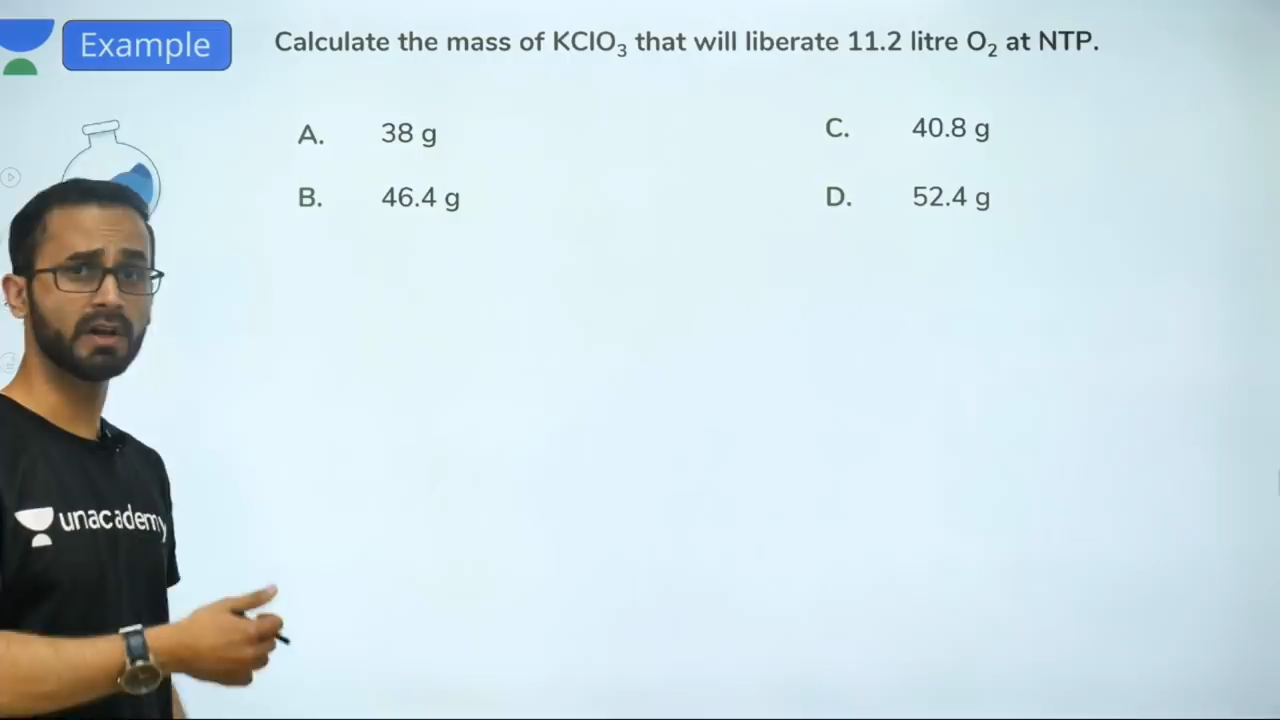 Example
Calculate the mass of KClO₃ that will liberate 11.2 litre O₂ at NTP.
A. 38 g
C. 40.8 g
B. 46.4 g
D. 52.4 g
unacademy